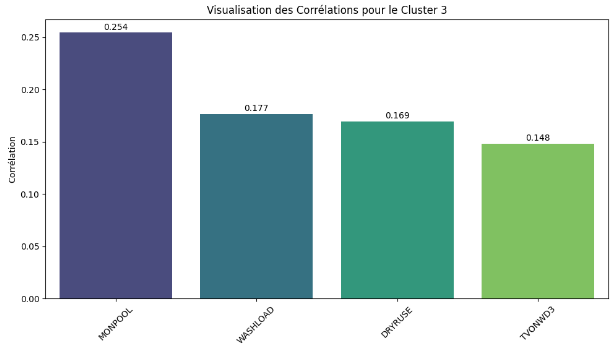 Visualisation des Corrélations pour le Cluster 3
0.254
0.177
0.169
0.148
Corrélation
0.25
0.20
0.15
0.10
0.05
0.00
MONPOOL
WASHLOAD
DRYRUSE
TVONWD3